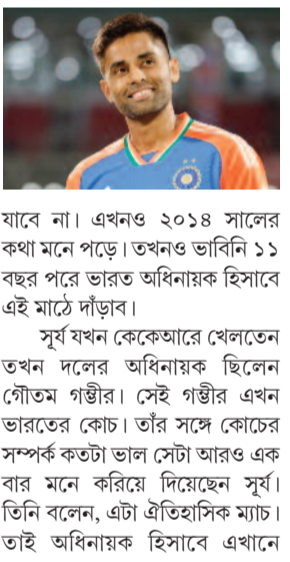 যাবে না। এখনও ২০১৪ সালের
কথা মনে পড়ে। তখনও ভাবিনি ১১
বছর পরে ভারত অধিনায়ক হিসাবে
এই মাঠে দাঁড়াব।
সূর্য যখন কেকেআরে খেলতেন
তখন দলের অধিনায়ক ছিলেন
গৌতম গম্ভীর। সেই গম্ভীর এখন
ভারতের কোচ। তাঁর সঙ্গে কোচের
সম্পর্ক কতটা ভাল সেটা আরও এক
বার মনে করিয়ে দিয়েছেন সূর্য।
তিনি বলেন, এটা ঐতিহাসিক ম্যাচ।
তাই অধিনায়ক হিসাবে এখানে